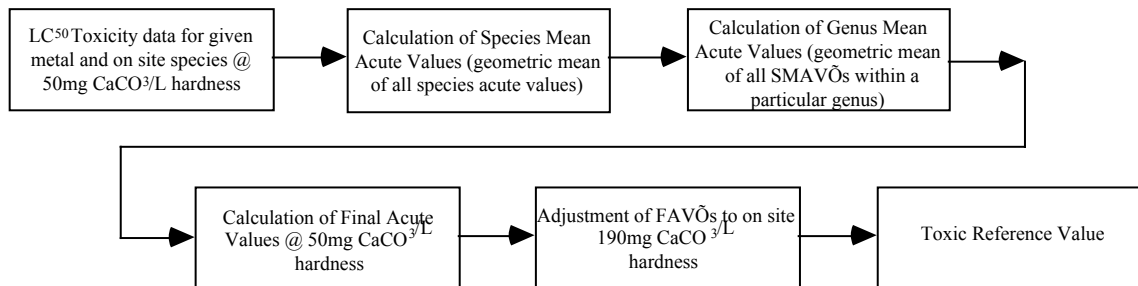 LC50 Toxicity data for given
metal and on site species @
50mg CaCO3/L hardness
Calculation of Species Mean
Acute Values (geometric mean
of all species acute values)
Calculation of Genus Mean
Acute Values (geometric mean
of all SMAVÕs within a
particular genus)
Calculation of Final Acute
Values @ 50mg CaCO3/L
hardness
Adjustment of FAVÕs to on site
190mg CaCO 3/L
hardness
Toxic Reference Value